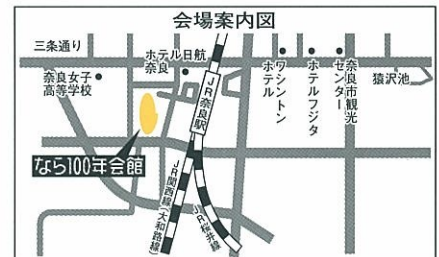 会場案内図
三条通り
ホテル日航
奈良
奈良女子
高等学校
JR奈良駅
ワシントン
ホテル
ホテルフジタ
奈良市観光
センター
猿沢池
なら100年会館
JR関西線(大和路線)
JR桜井線